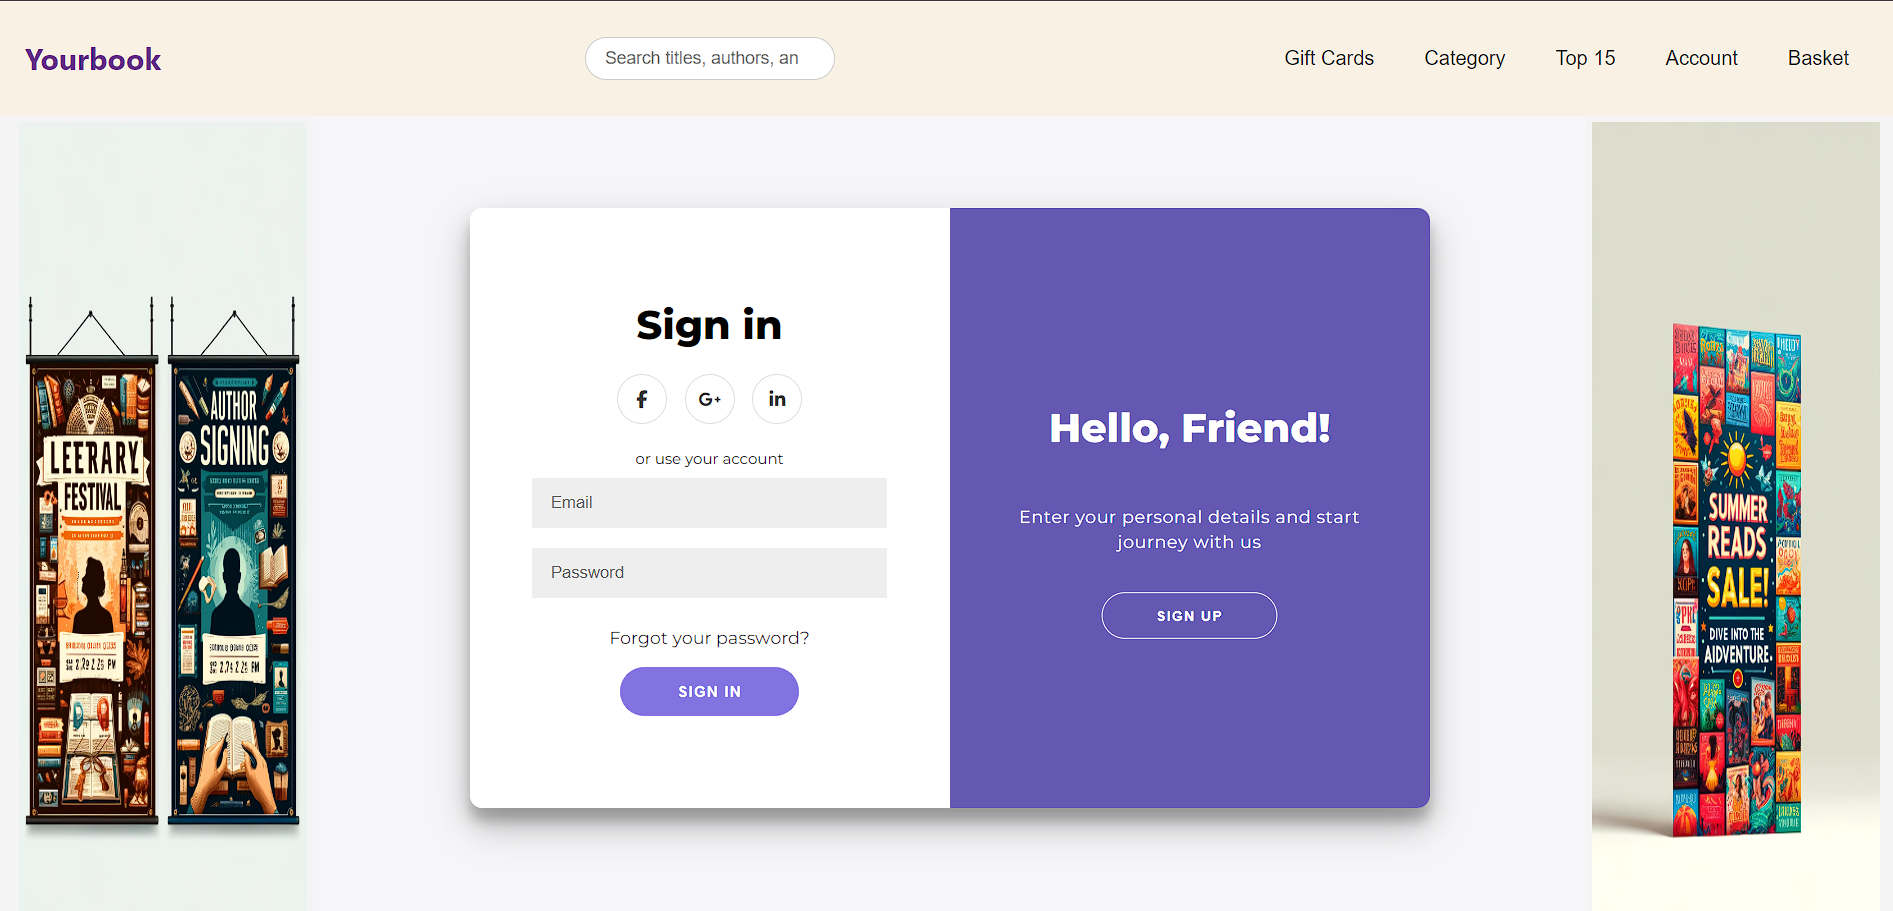 Yourbook
Search titles, authors, an
Gift Cards
Category
Top 15
Account
Basket
LEERARY
FESTIVAL
AUTHOR
SIGNING
Sign in
G+
in
or use your account
Email
Password
Forgot your password?
SIGN IN
Hello, Friend!
Enter your personal details and start
journey with us
SIGN UP
SUMMER
READS
SALE!
DIVE INTO THE
AIDVENTURE